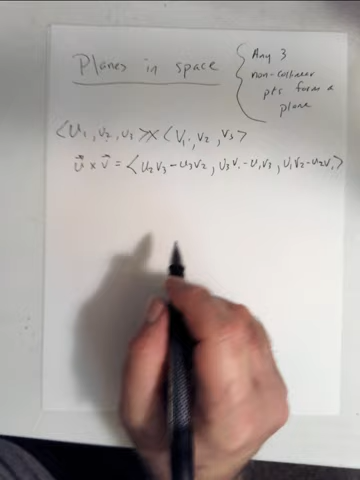 Planes in space
Any 3
non-collinear
pts forms a
plane
<u₁, u₂, u₃> × <v₁, v₂, v₃>
u⃗ × v⃗ = <u₂v₃ - u₃v₂, u₃v₁ - u₁v₃, u₁v₂ - u₂v₁>